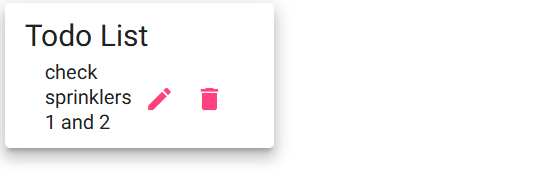 Todo List
check
sprinklers
1 and 2